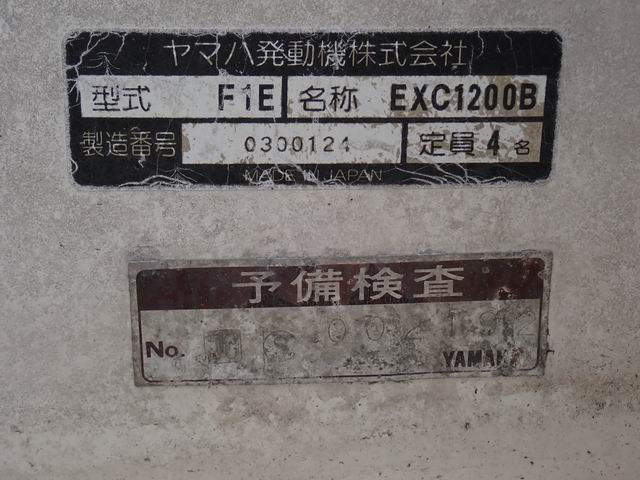 ヤマハ発動機株式会社
型式 F1E 名称 EXC1200B
製造番号 0300124 定員 4 名
MADE IN JAPAN
予備検査
No.
YAMAHA